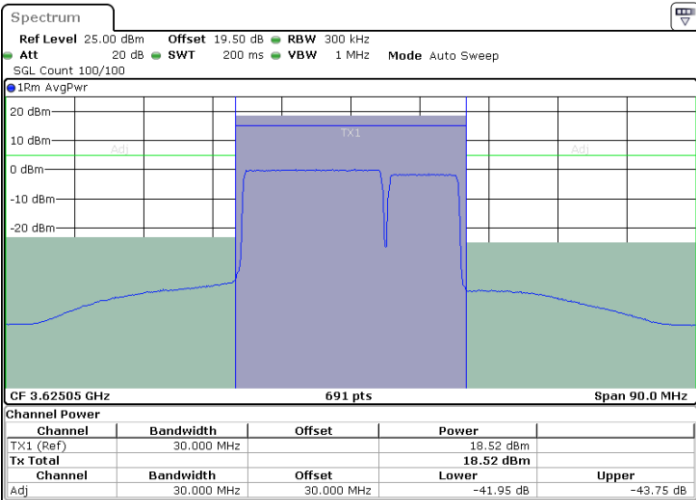 Spectrum
Ref Level 25.00 dBm Offset 19.50 dB RBW 300 kHz
Att 20 dB SWT 200 ms VBW 1 MHz Mode Auto Sweep
SGL Count 100/100
1Rm AvgPwr
20 dBm
TX1
10 dBm
Adj Adj
0 dBm
-10 dBm
-20 dBm
CF 3.62505 GHz 691 pts Span 90.0 MHz
Channel Power
Channel Bandwidth Offset Power
TX1 (Ref) 30.000 MHz 18.52 dBm
Tx Total 18.52 dBm
Channel Bandwidth Offset Lower Upper
Adj 30.000 MHz 30.000 MHz -41.95 dB -43.75 dB